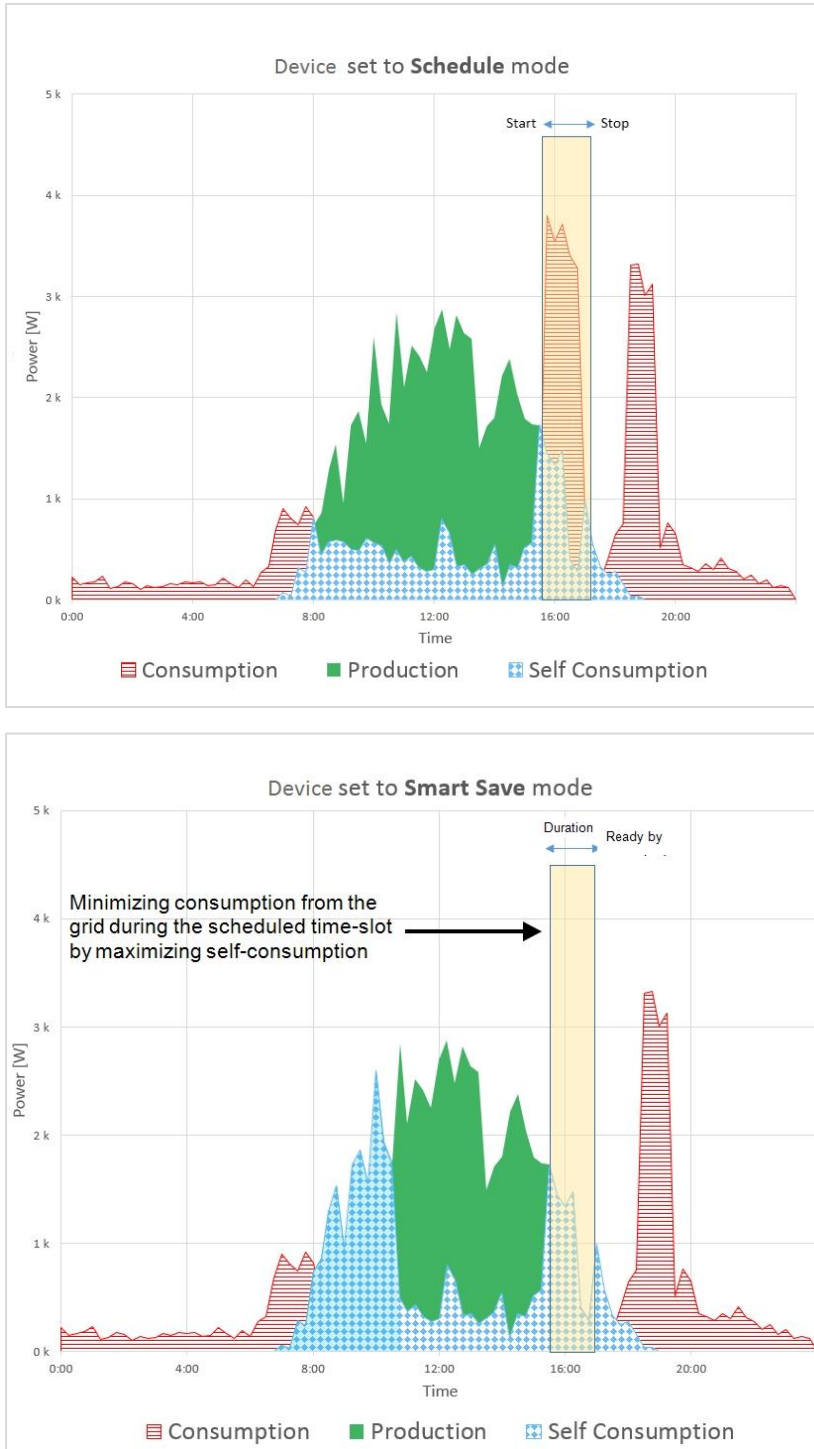 Device set to Schedule mode
5 k
Start
Stop
4 k
3 k
2 k
1 k
0 k
Power [W]
0:00 4:00 8:00 12:00 16:00 20:00
Time
Consumption Production Self Consumption
Device set to Smart Save mode
5 k
Duration
Ready by
Minimizing consumption from the
grid during the scheduled time-slot
by maximizing self-consumption
4 k
3 k
2 k
1 k
0 k
Power [W]
0:00 4:00 8:00 12:00 16:00 20:00
Time
Consumption Production Self Consumption